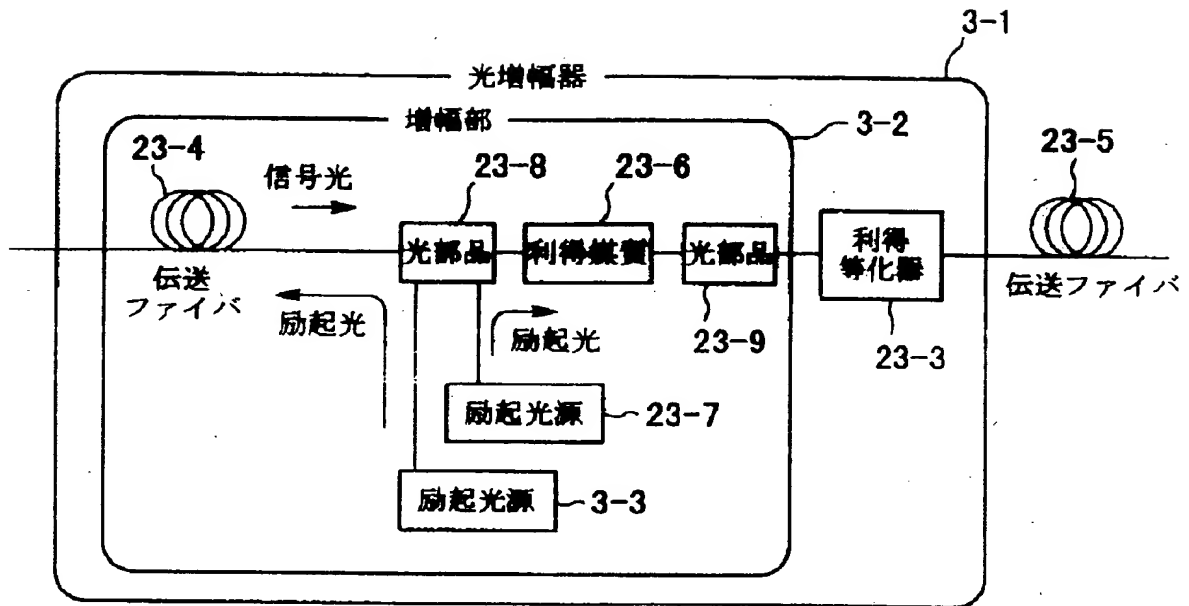 3-1
光増幅器
増幅部
3-2
23-4
信号光
23-8
23-6
23-5
光部品
利得媒質
光部品
利得
等化器
伝送
ファイバ
伝送ファイバ
励起光
励起光
23-9
23-3
励起光源
23-7
励起光源
3-3